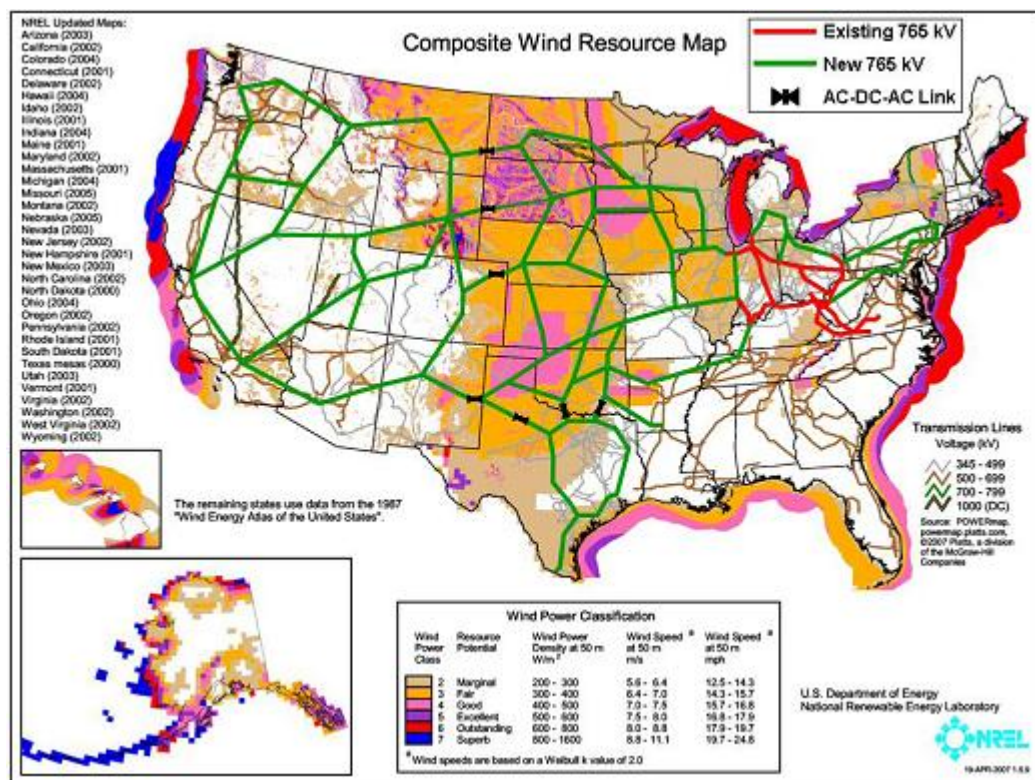 NREL Updated Maps:
Arizona (2003)
California (2002)
Colorado (2004)
Connecticut (2001)
Delaware (2002)
Hawaii (2004)
Idaho (2002)
Illinois (2001)
Indiana (2004)
Maine (2001)
Maryland (2002)
Massachusetts (2001)
Michigan (2004)
Missouri (2005)
Montana (2002)
Nebraska (2005)
Nevada (2003)
New Jersey (2002)
New Hampshire (2001)
New Mexico (2003)
North Carolina (2002)
North Dakota (2000)
Ohio (2004)
Oregon (2002)
Pennsylvania (2002)
Rhode Island (2001)
South Dakota (2001)
Texas mesas (2000)
Utah (2003)
Vermont (2001)
Virginia (2002)
Washington (2002)
West Virginia (2002)
Wyoming (2002)
Composite Wind Resource Map
Existing 765 kV
New 765 kV
AC-DC-AC Link
Transmission Lines
Voltage (kV)
345 - 499
500 - 699
700 - 799
1000 (DC)
Source: POWERmap,
powermap.platts.com,
©2007 Platts, a division
of the McGraw-Hill
Companies
The remaining states use data from the 1987
"Wind Energy Atlas of the United States".
Wind Power Classification
Wind Power Class Resource Potential Wind Power Density at 50 m W/m² Wind Speed a at 50 m m/s Wind Speed a at 50 m mph
2 Marginal 200 - 300 5.6 - 6.4 12.5 - 14.3
3 Fair 300 - 400 6.4 - 7.0 14.3 - 15.7
4 Good 400 - 500 7.0 - 7.5 15.7 - 16.8
5 Excellent 500 - 600 7.5 - 8.0 16.8 - 17.9
6 Outstanding 600 - 800 8.0 - 8.8 17.9 - 19.7
7 Superb 800 - 1600 8.8 - 11.1 19.7 - 24.8
a Wind speeds are based on a Weibull k value of 2.0
U.S. Department of Energy
National Renewable Energy Laboratory
NREL